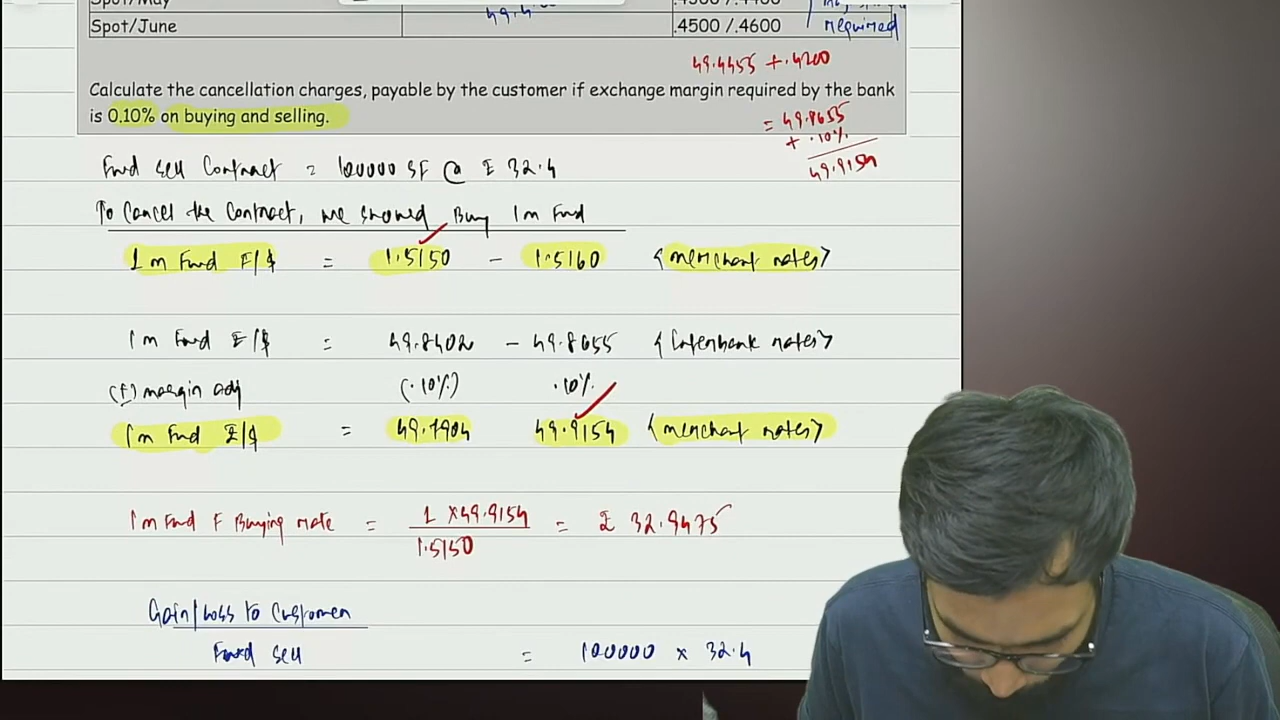 Spot/June .4500 /.4600 required
49.4455 + .4200
Calculate the cancellation charges, payable by the customer if exchange margin required by the bank
is 0.10% on buying and selling.
= 49.8655
+ .10%
49.9154
Fwd sell Contract = 100000 SF @ ₹ 32.4
To Cancel the Contract, we should Buy 1m Fwd
1m Fwd F/$ = 1.5150 - 1.5160 {merchant rates}
1m Fwd ₹/$ = 49.8402 - 49.8655 {Interbank rates}
(±) margin adj (.10%) .10%
1m Fwd ₹/$ = 49.7904 49.9154 {merchant rates}
1m Fwd F Buying rate = 1 x 49.9154 = ₹ 32.9475
1.5150
Gain/Loss to Customer
Fwd sell = 100000 x 32.4